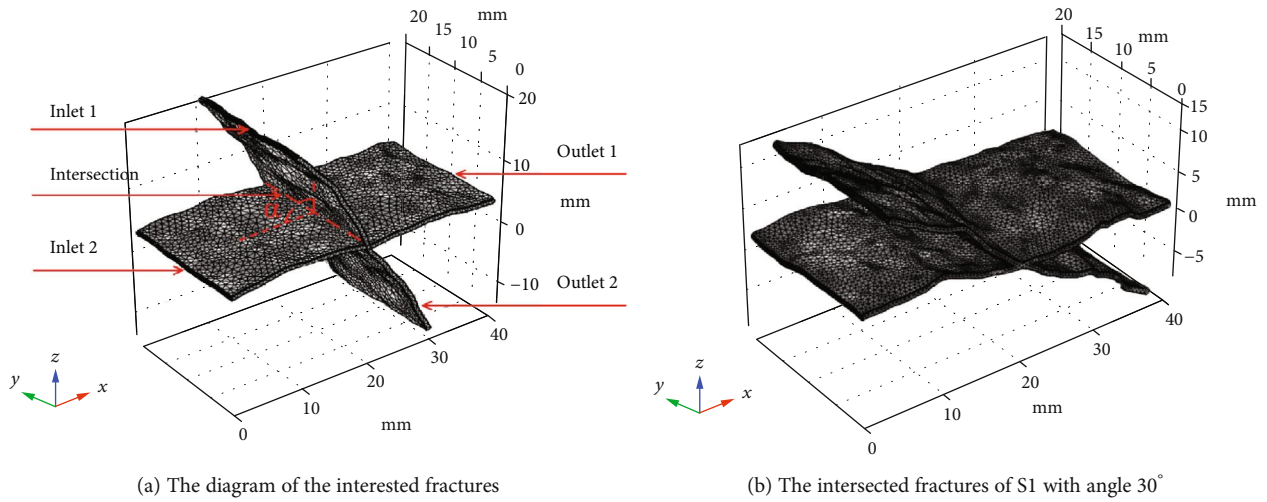 mm
20
15
10
5
0
20
10
mm
0
−10
Inlet 1
Intersection
Inlet 2
Outlet 1
Outlet 2
α
z
y
x
0
10
20
30
40
mm
(a) The diagram of the interested fractures
20
15
mm
10
5
0
15
10
5
mm
0
−5
z
y
x
0
10
20
30
40
mm
(b) The intersected fractures of S1 with angle 30°